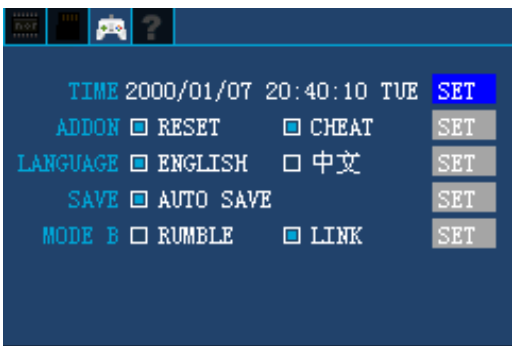 nor
TIME 2000/01/07 20:40:10 TUE SET
ADDON RESET CHEAT SET
LANGUAGE ENGLISH 中文 SET
SAVE AUTO SAVE SET
MODE B RUMBLE LINK SET